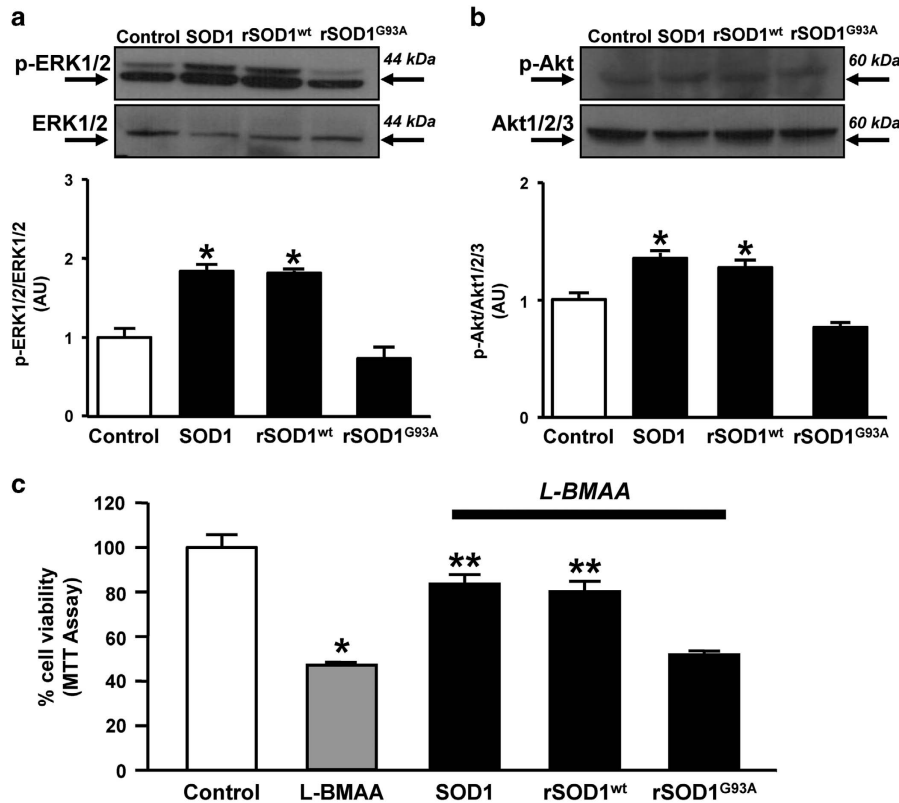 a
Control SOD1 rSOD1wt rSOD1G93A
p-ERK1/2
44 kDa
ERK1/2
44 kDa
3
2
1
0
p-ERK1/2/ERK1/2
(AU)
*
*
Control SOD1 rSOD1wt rSOD1G93A
b
Control SOD1 rSOD1wt rSOD1G93A
p-Akt
60 kDa
Akt1/2/3
60 kDa
2
1
0
p-Akt/Akt1/2/3
(AU)
*
*
Control SOD1 rSOD1wt rSOD1G93A
c
L-BMAA
120
100
80
60
40
20
0
% cell viability
(MTT Assay)
*
**
**
Control L-BMAA SOD1 rSOD1wt rSOD1G93A